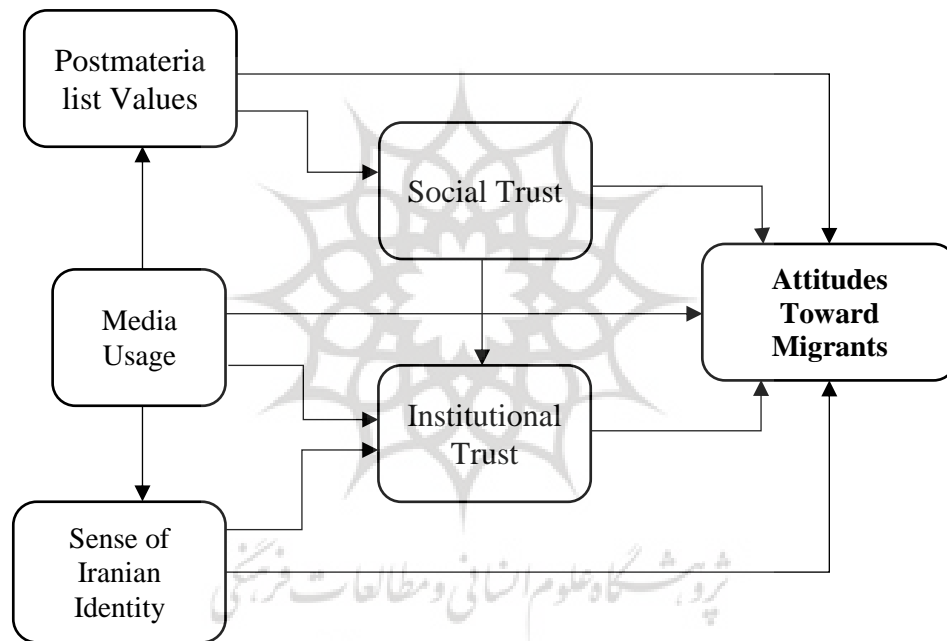 Postmateria
list Values
Social Trust
Media
Usage
Attitudes
Toward
Migrants
Institutional
Trust
Sense of
Iranian
Identity
پژوهشگاه علوم انسانی و مطالعات فرهنگی